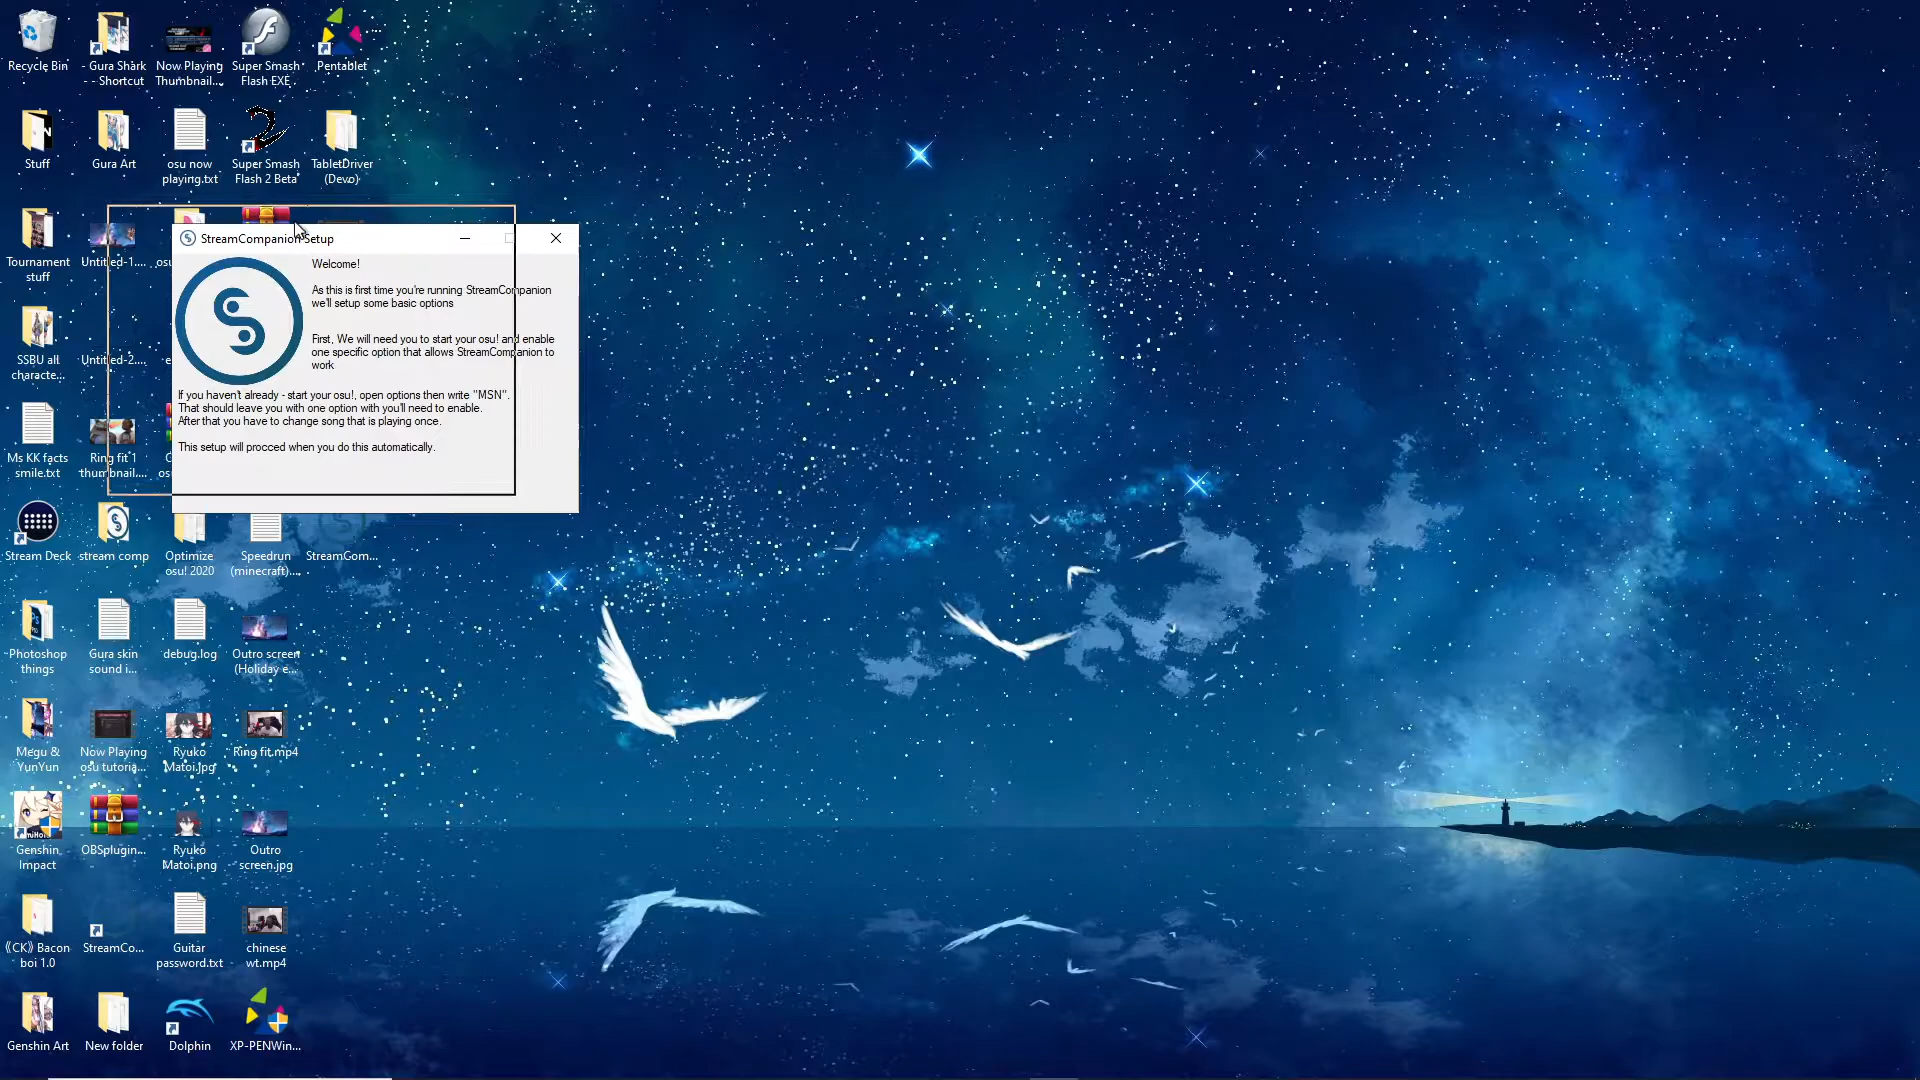 Recycle Bin
- Gura Shark
- - Shortcut
Now Playing
Thumbnail...
Super Smash
Flash EXE
Pentablet
Stuff
Gura Art
osu now
playing.txt
Super Smash
Flash 2 Beta
TabletDriver
(Devo)
Tournament
stuff
Untitled-1....
StreamCompanion Setup
Welcome!
As this is first time you're running StreamCompanion
we'll setup some basic options
First, We will need you to start your osu! and enable
one specific option that allows StreamCompanion to
work
If you haven't already - start your osu!, open options then write "MSN".
That should leave you with one option with you'll need to enable.
After that you have to change song that is playing once.
This setup will procced when you do this automatically.
SSBU all
characte...
Untitled-2....
Ms KK facts
smile.txt
Ring fit 1
thumbnail....
Stream Deck
stream comp
Optimize
osu! 2020
Speedrun
(minecraft)...
StreamCom...
Photoshop
things
Gura skin
sound i...
debug.log
Outro screen
(Holiday e...
Megu &
YunYun
Now Playing
osu tutoria...
Ryuko
Matoi.jpg
Ring fit.mp4
Genshin
Impact
OBSplugin...
Ryuko
Matoi.png
Outro
screen.jpg
⟪CK⟫ Bacon
boi 1.0
StreamCo...
Guitar
password.txt
chinese
wt.mp4
Genshin Art
New folder
Dolphin
XP-PENWin...